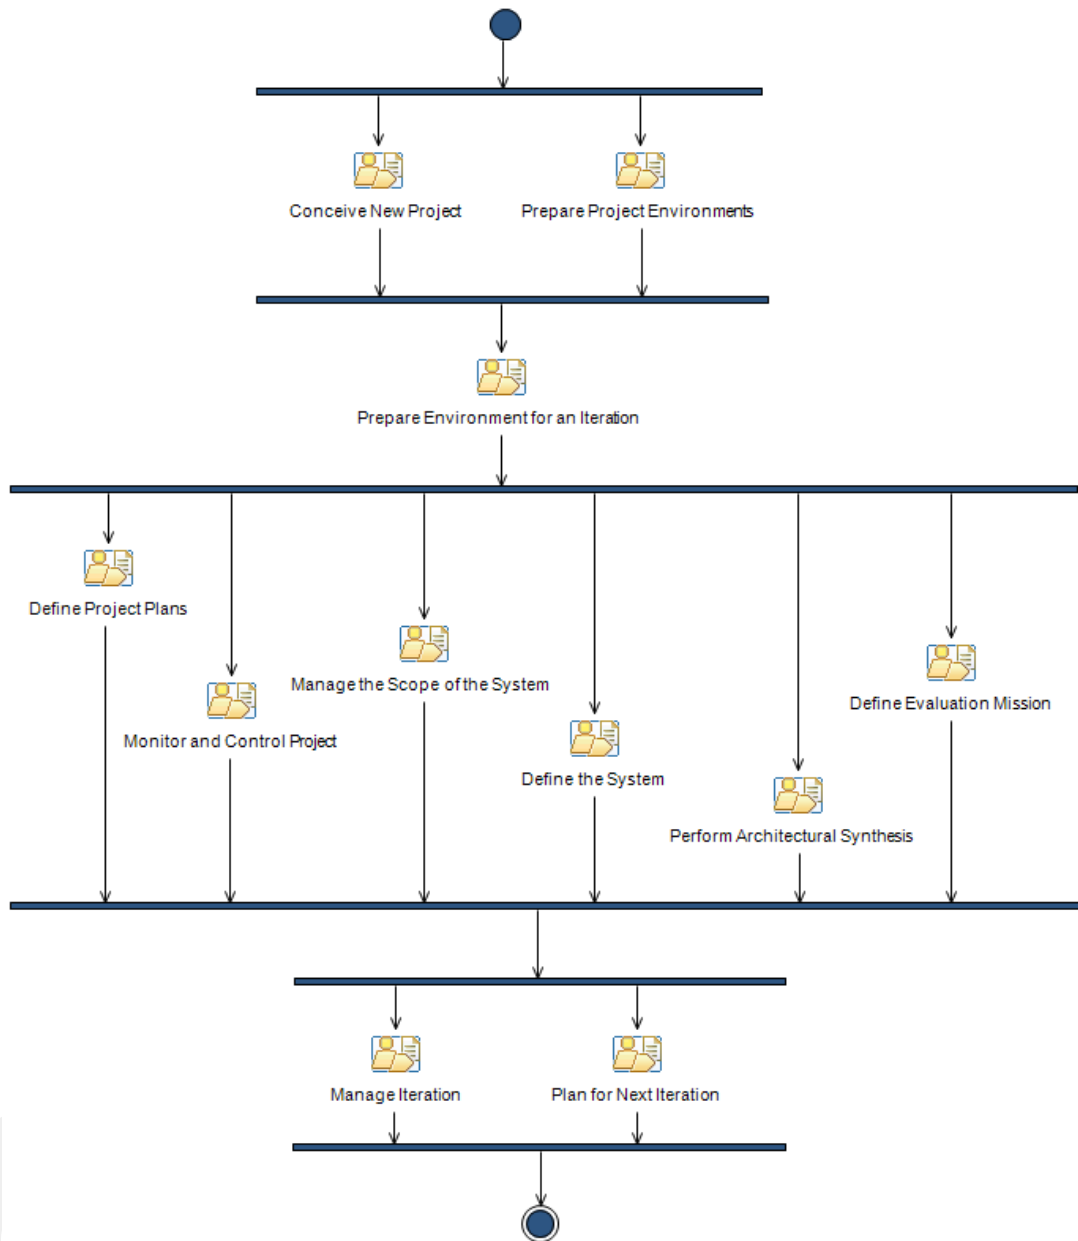 Conceive New Project
Prepare Project Environments
Prepare Environment for an Iteration
Define Project Plans
Manage the Scope of the System
Define Evaluation Mission
Monitor and Control Project
Define the System
Perform Architectural Synthesis
Manage Iteration
Plan for Next Iteration